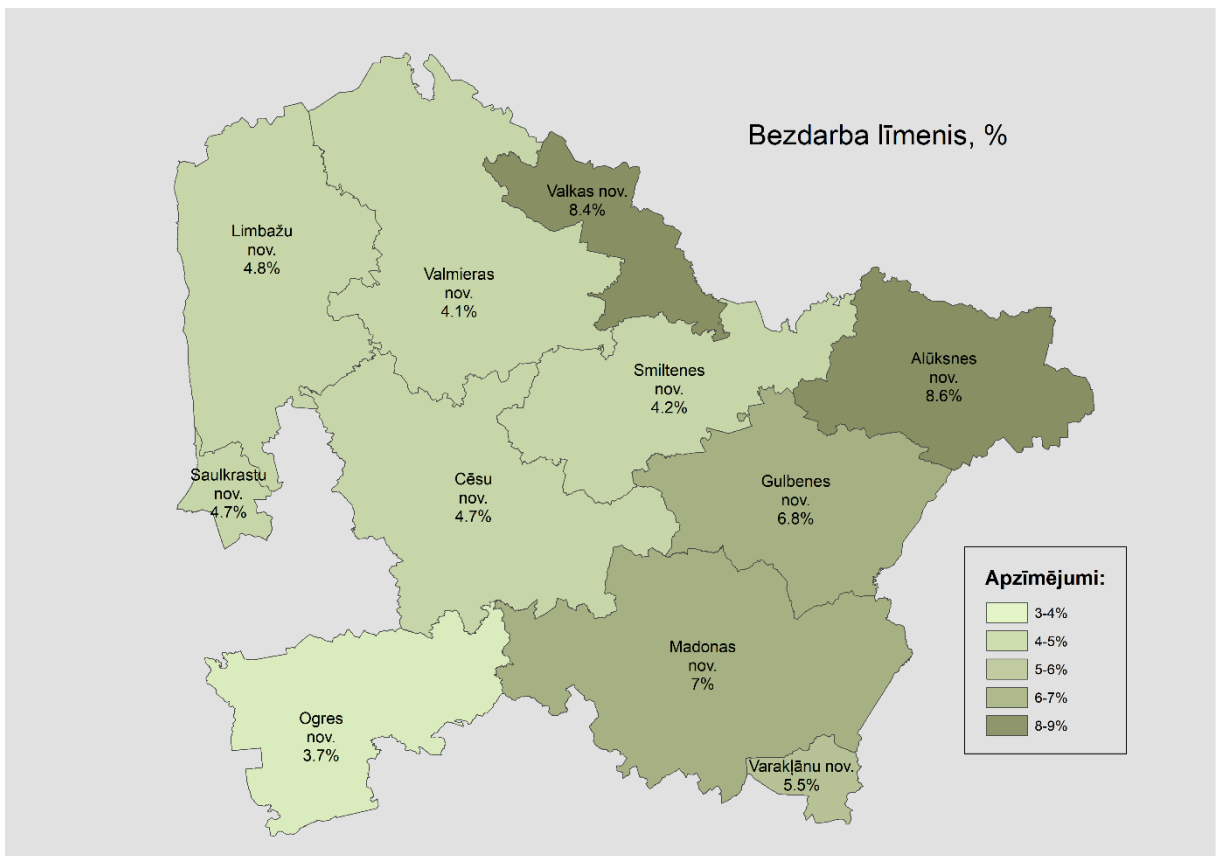 Bezdarba līmenis, %
Valkas nov.
8.4%
Limbažu
nov.
4.8%
Valmieras
nov.
4.1%
Smiltenes
nov.
4.2%
Alūksnes
nov.
8.6%
Saulkrastu
nov.
4.7%
Cēsu
nov.
4.7%
Gulbenes
nov.
6.8%
Madonas
nov.
7%
Ogres
nov.
3.7%
Varakļānu nov.
5.5%
Apzīmējumi:
3-4%
4-5%
5-6%
6-7%
8-9%